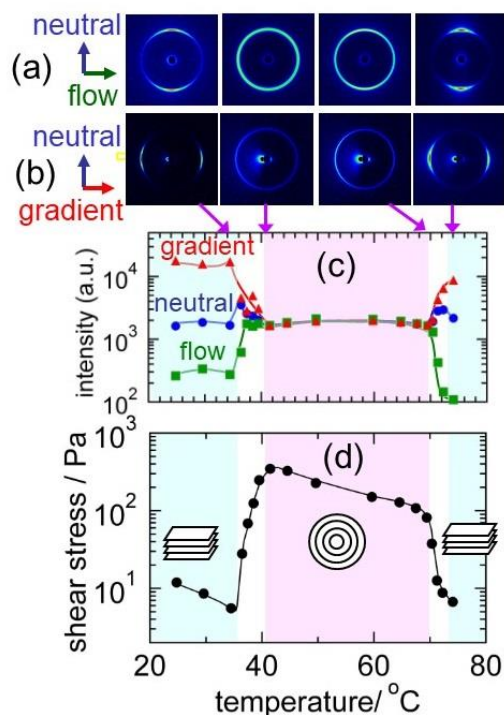 neutral
(a)
flow
neutral
(b)
gradient
gradient
(c)
neutral
flow
intensity (a.u.)
10⁴
10³
10²
(d)
shear stress / Pa
10³
10²
10¹
20 40 60 80
temperature/ °C